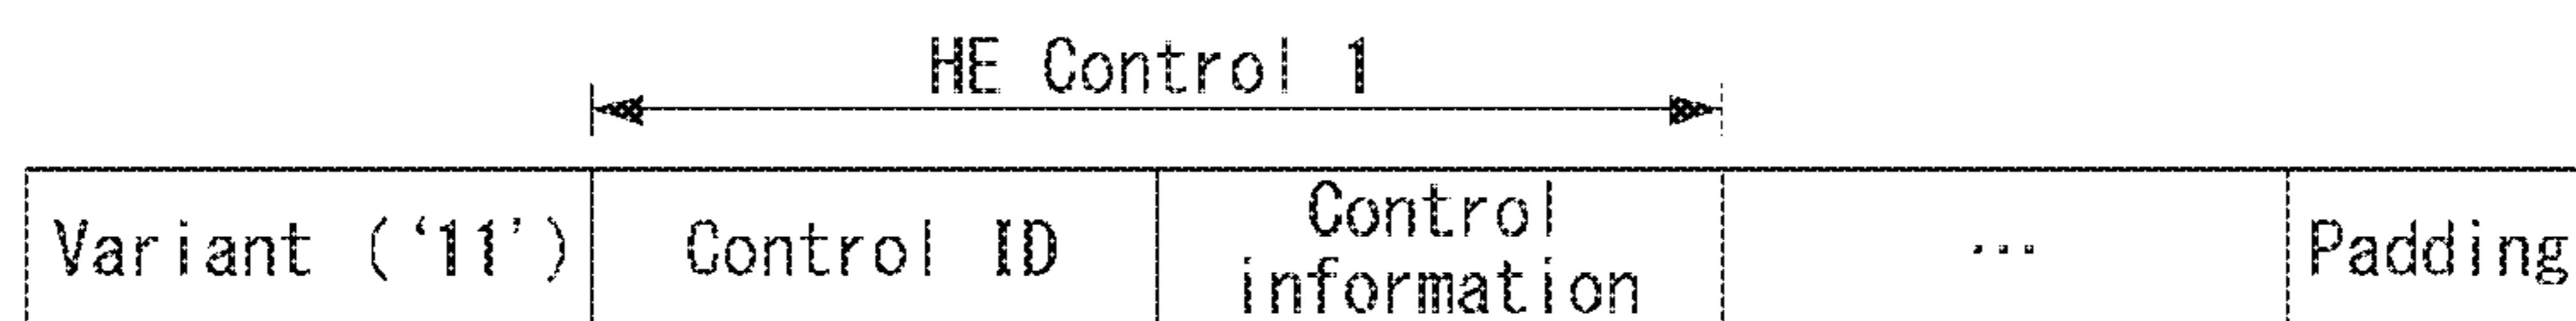 HE Control 1
Variant (‘11’)
Control ID
Control
information
...
Padding